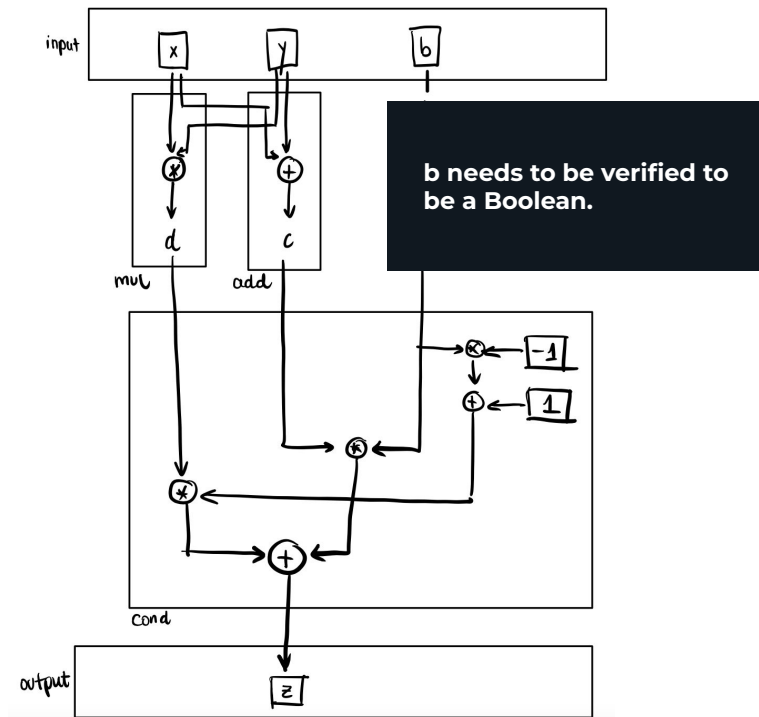 input
x
y
b
b needs to be verified to
be a Boolean.
*
+
d
c
mul
add
*
-1
+
1
*
*
+
cond
output
z